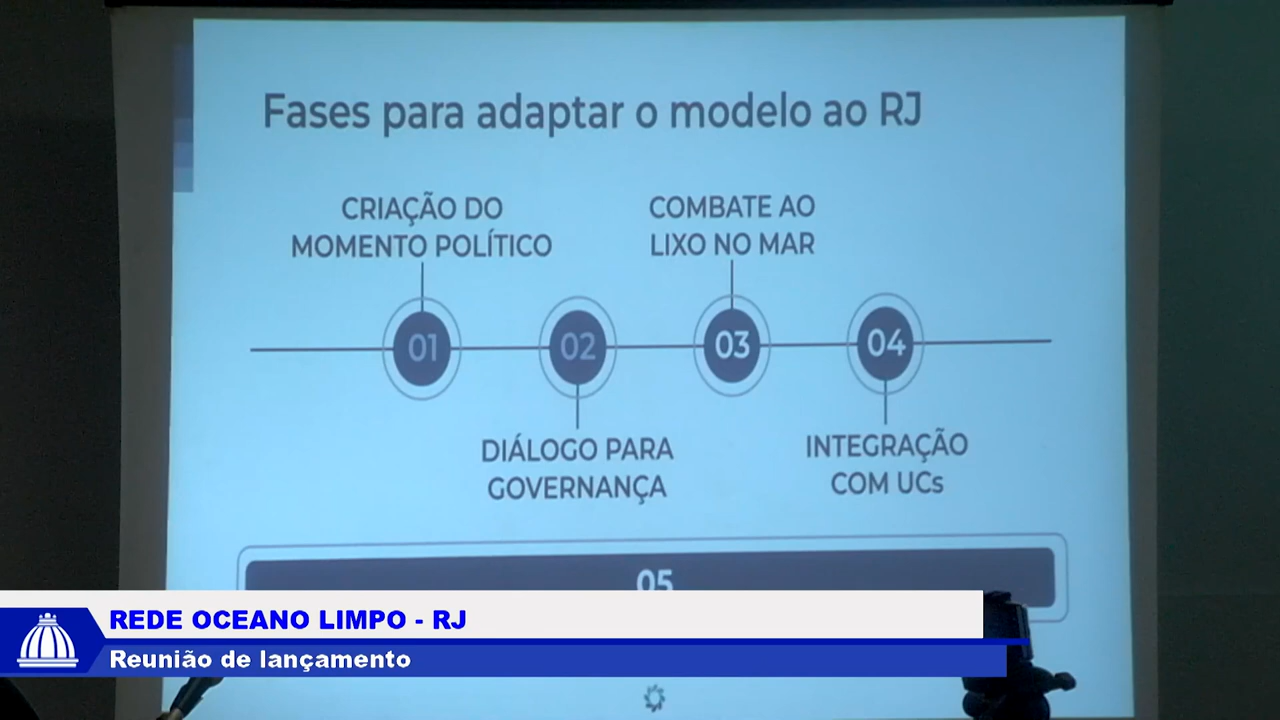 Fases para adaptar o modelo ao RJ
CRIAÇÃO DO
MOMENTO POLÍTICO
COMBATE AO
LIXO NO MAR
01
02
03
04
DIÁLOGO PARA
GOVERNANÇA
INTEGRAÇÃO
COM UCs
05
REDE OCEANO LIMPO - RJ
Reunião de lançamento